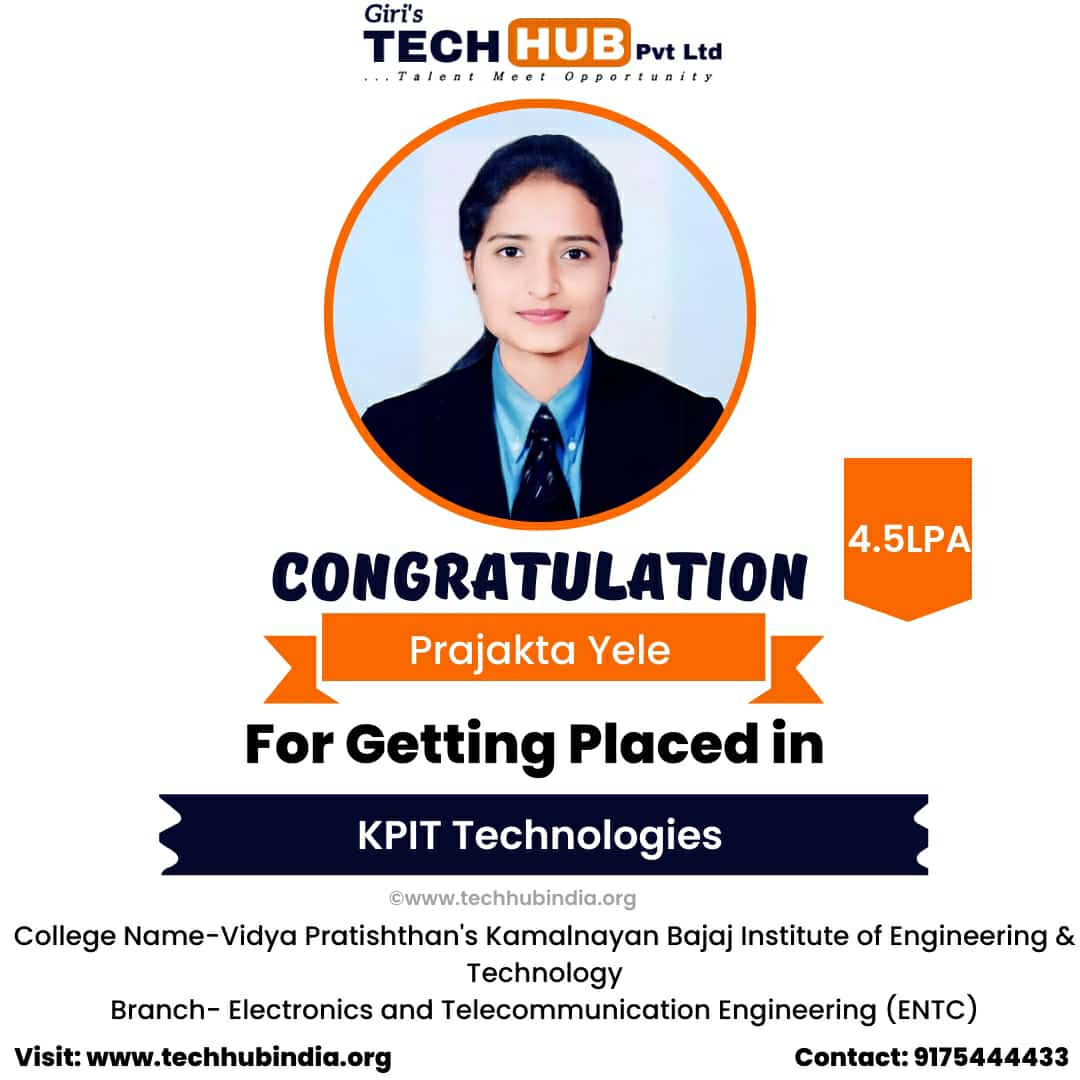 Giri's
TECH HUB Pvt Ltd
...Talent Meet Opportunity
4.5LPA
CONGRATULATION
Prajakta Yele
For Getting Placed in
KPIT Technologies
©www.techhubindia.org
College Name-Vidya Pratishthan's Kamalnayan Bajaj Institute of Engineering &
Technology
Branch- Electronics and Telecommunication Engineering (ENTC)
Visit: www.techhubindia.org
Contact: 9175444433